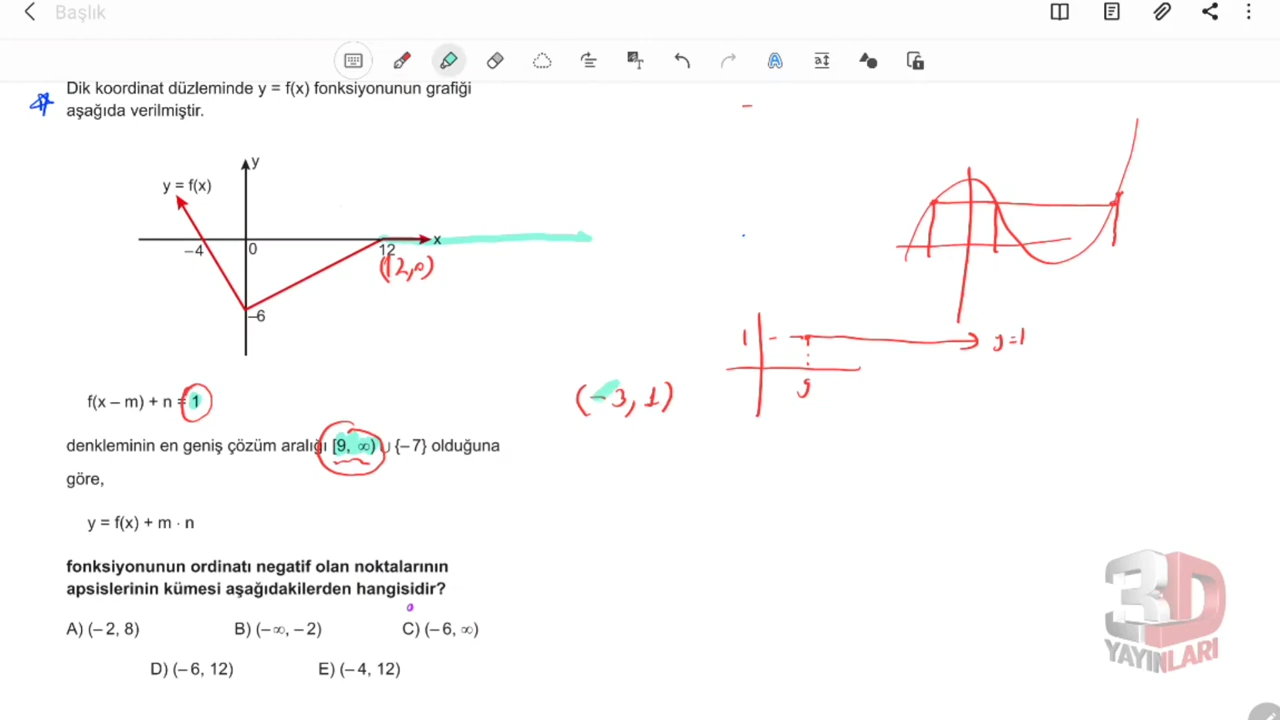 Başlık
Dik koordinat düzleminde y = f(x) fonksiyonunun grafiği
aşağıda verilmiştir.
y
y = f(x)
–4
0
12
x
(12,∞)
–6
1
y=1
9
f(x – m) + n = 1
(-3, 1)
denkleminin en geniş çözüm aralığı [9, ∞) ∪ {–7} olduğuna
göre,
y = f(x) + m · n
fonksiyonunun ordinatı negatif olan noktalarının
apsislerinin kümesi aşağıdakilerden hangisidir?
A) (–2, 8) B) (–∞, –2) C) (–6, ∞)
D) (–6, 12) E) (–4, 12)
3D
YAYINLARI